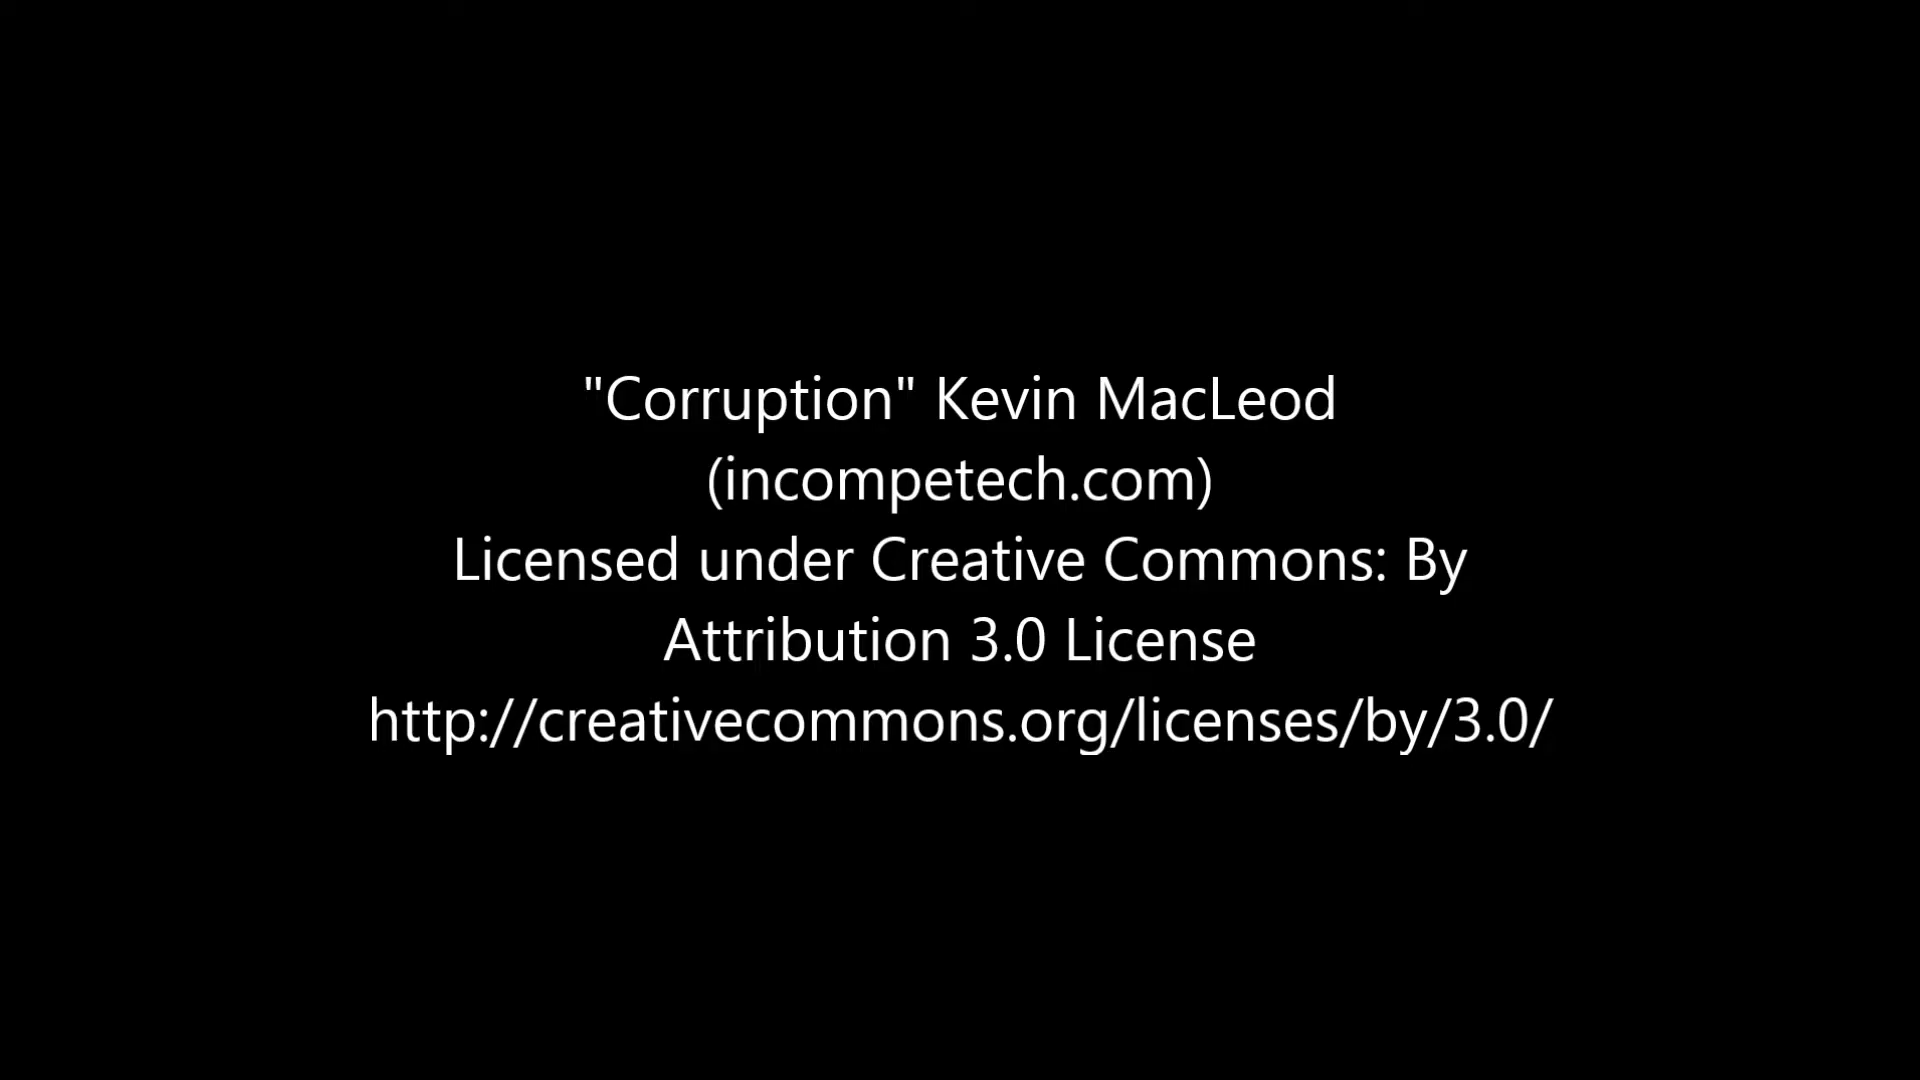 "Corruption" Kevin MacLeod
(incompetech.com)
Licensed under Creative Commons: By
Attribution 3.0 License
http://creativecommons.org/licenses/by/3.0/